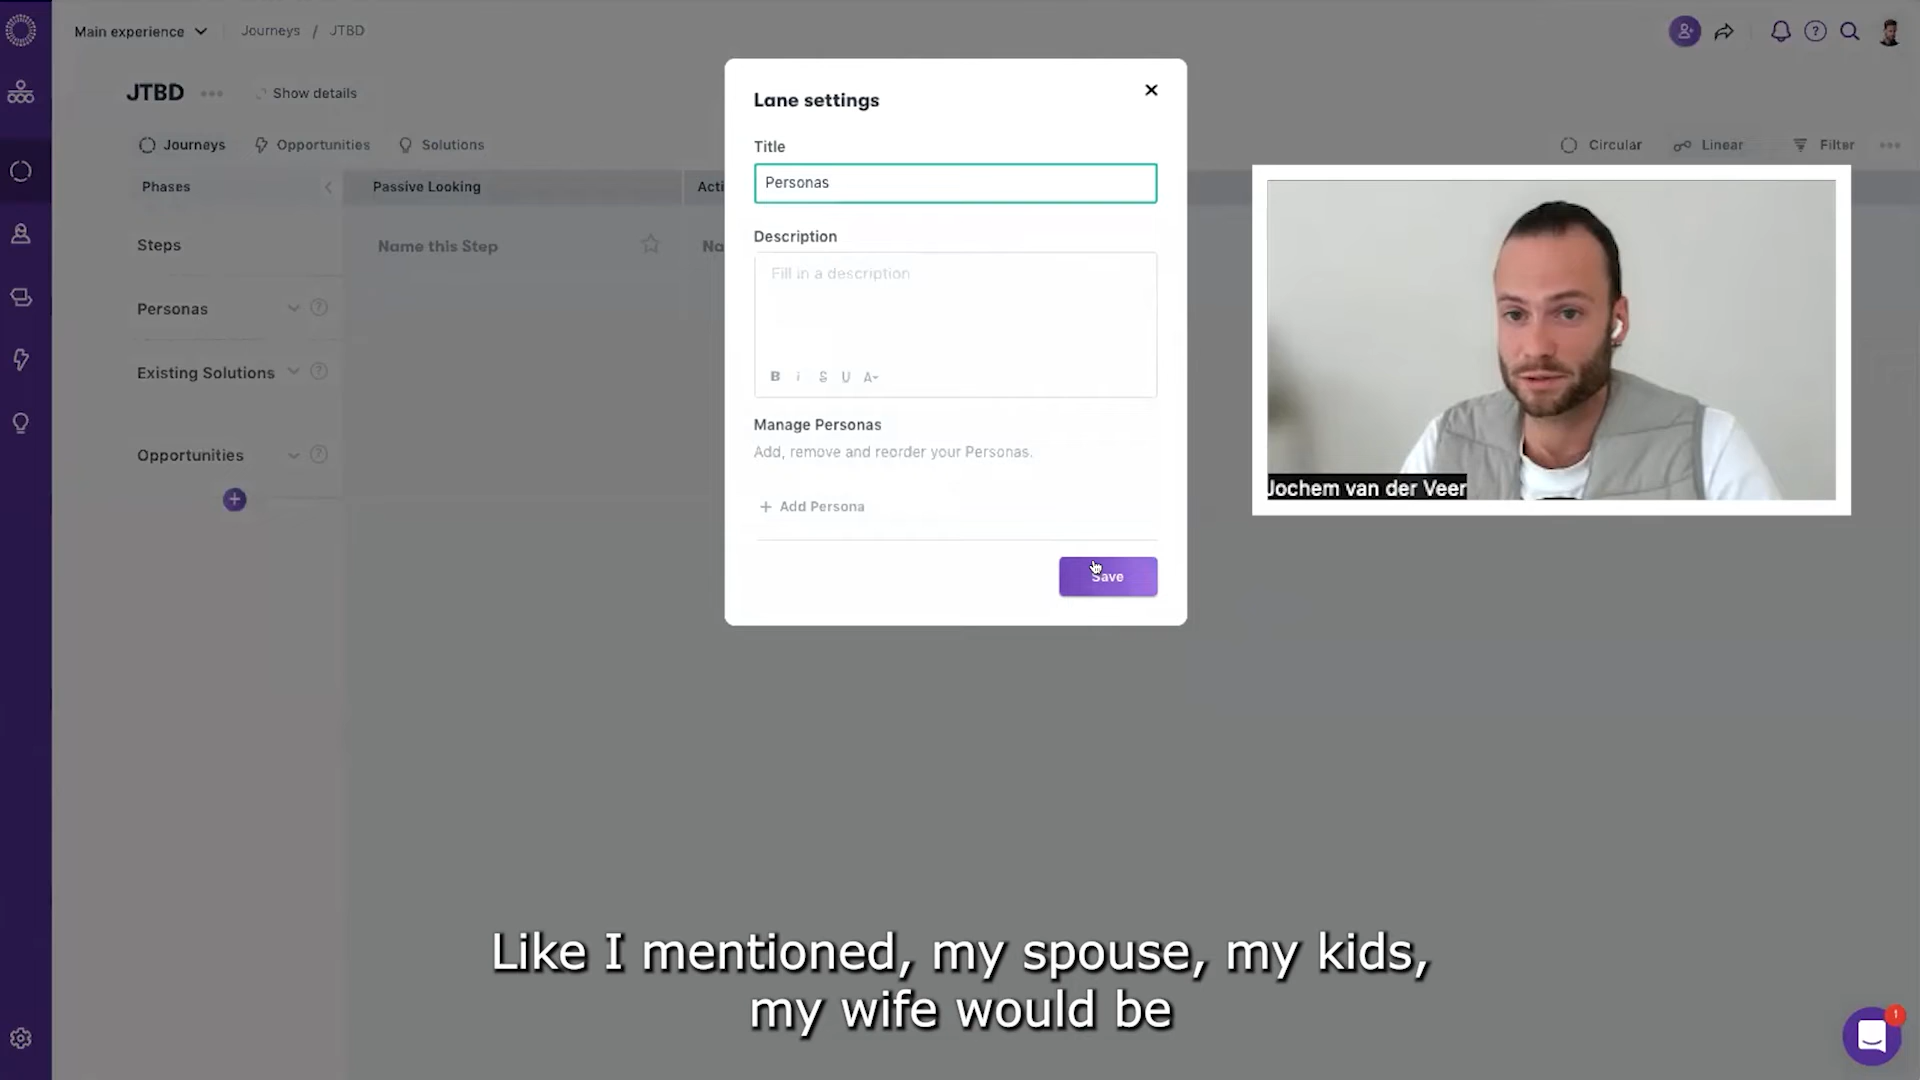 Main experience
Journeys / JTBD
JTBD
Show details
Journeys
Opportunities
Solutions
Circular
Linear
Filter
Phases
Passive Looking
Acti
Steps
Name this Step
Na
Personas
Existing Solutions
Opportunities
Lane settings
Title
Personas
Description
Fill in a description
B i S U A
Manage Personas
Add, remove and reorder your Personas.
+ Add Persona
Save
Jochem van der Veer
Like I mentioned, my spouse, my kids,
my wife would be
1